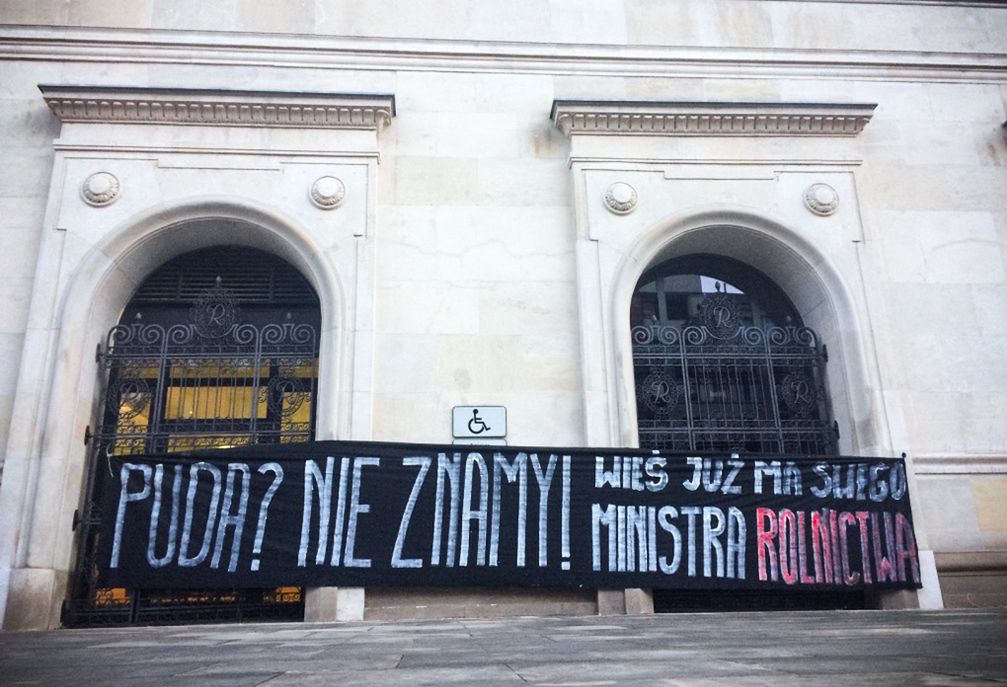 PUDA? NIE ZNAMY!
WIEŚ JUŻ MA SWEGO
MINISTRA ROLNICTWA
R
R
R
R
R